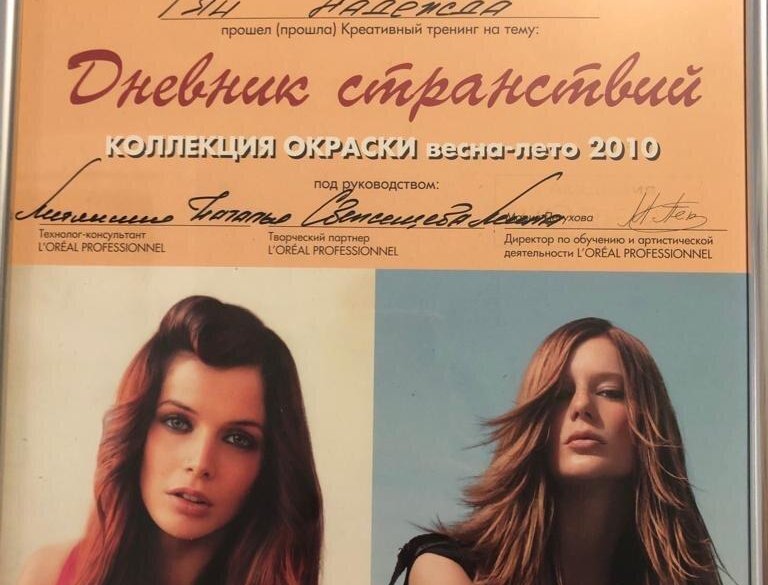 Надежда
прошел (прошла) Креативный тренинг на тему:
Дневник странствий
КОЛЛЕКЦИЯ ОКРАСКИ весна-лето 2010
под руководством:
Наталья
Технолог-консультант
L'ORÉAL PROFESSIONNEL
Творческий партнер
L'ORÉAL PROFESSIONNEL
Директор по обучению и артистической
деятельности L'ORÉAL PROFESSIONNEL